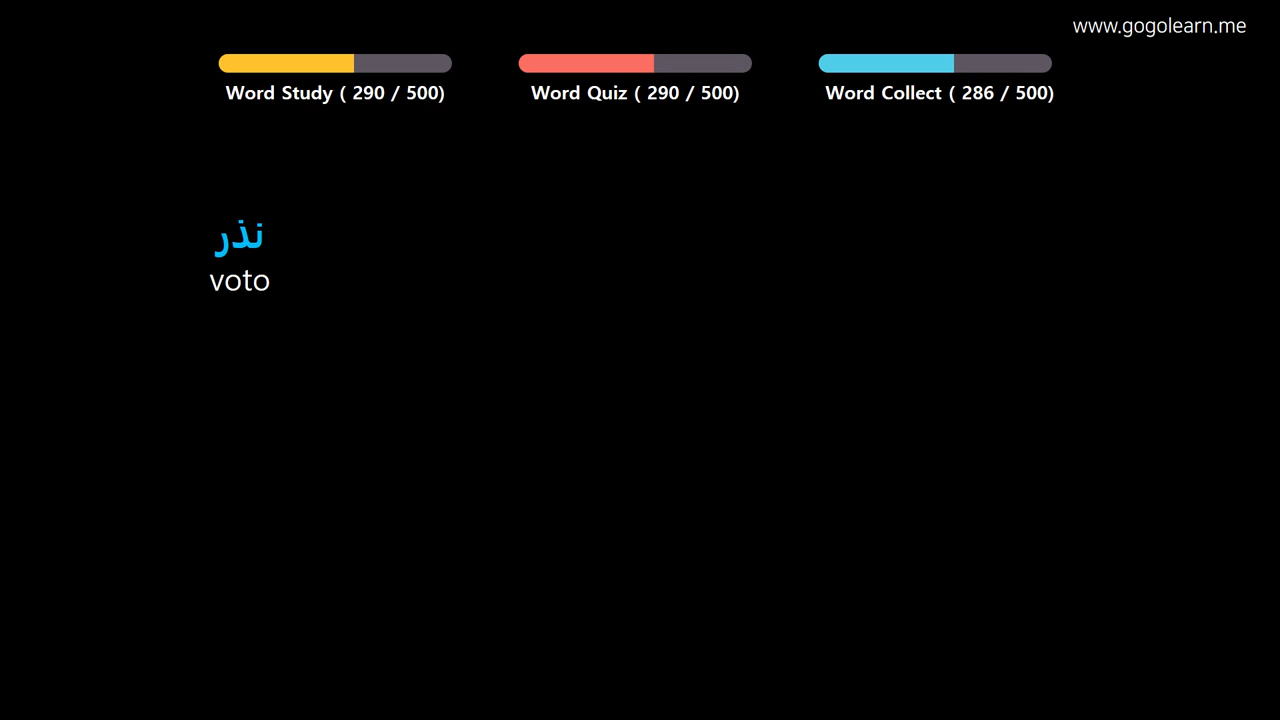 www.gogolearn.me
Word Study ( 290 / 500)
Word Quiz ( 290 / 500)
Word Collect ( 286 / 500)
نذر
voto